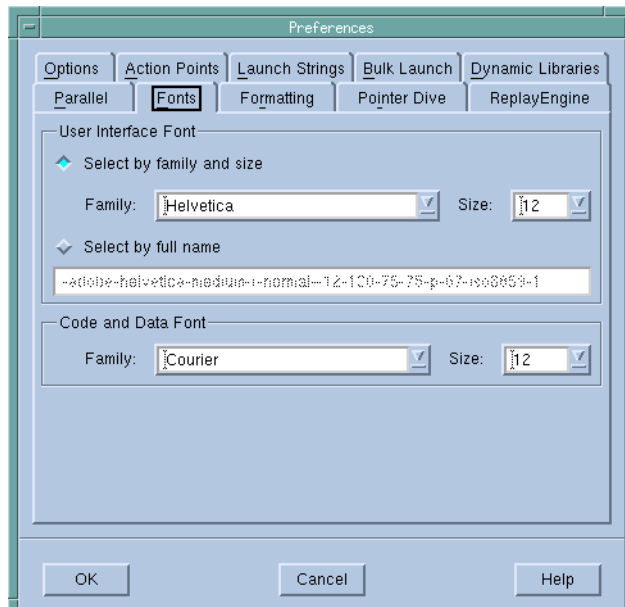 Preferences
Options Action Points Launch Strings Bulk Launch Dynamic Libraries
Parallel Fonts Formatting Pointer Dive ReplayEngine
User Interface Font
Select by family and size
Family: Helvetica Size: 12
Select by full name
-adobe-helvetica-medium-r-normal--12-120-75-75-p-67-iso8859-1
Code and Data Font
Family: Courier Size: 12
OK Cancel Help